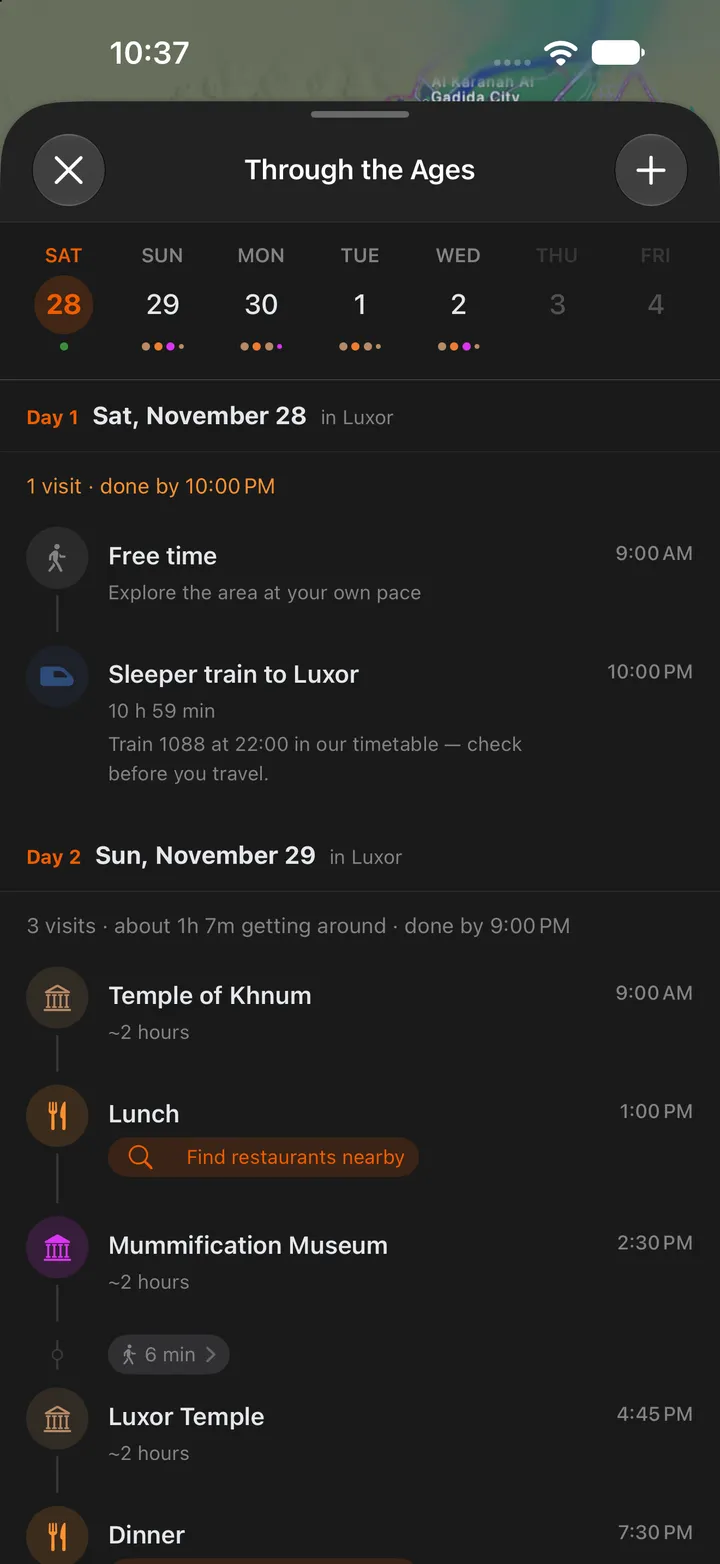 10:37
Al Karanah Al
Gadida City
Through the Ages
SAT SUN MON TUE WED THU FRI
28 29 30 1 2 3 4
Day 1 Sat, November 28 in Luxor
1 visit · done by 10:00 PM
Free time 9:00 AM
Explore the area at your own pace
Sleeper train to Luxor 10:00 PM
10 h 59 min
Train 1088 at 22:00 in our timetable — check
before you travel.
Day 2 Sun, November 29 in Luxor
3 visits · about 1h 7m getting around · done by 9:00 PM
Temple of Khnum 9:00 AM
~2 hours
Lunch 1:00 PM
Find restaurants nearby
Mummification Museum 2:30 PM
~2 hours
6 min
Luxor Temple 4:45 PM
~2 hours
Dinner 7:30 PM